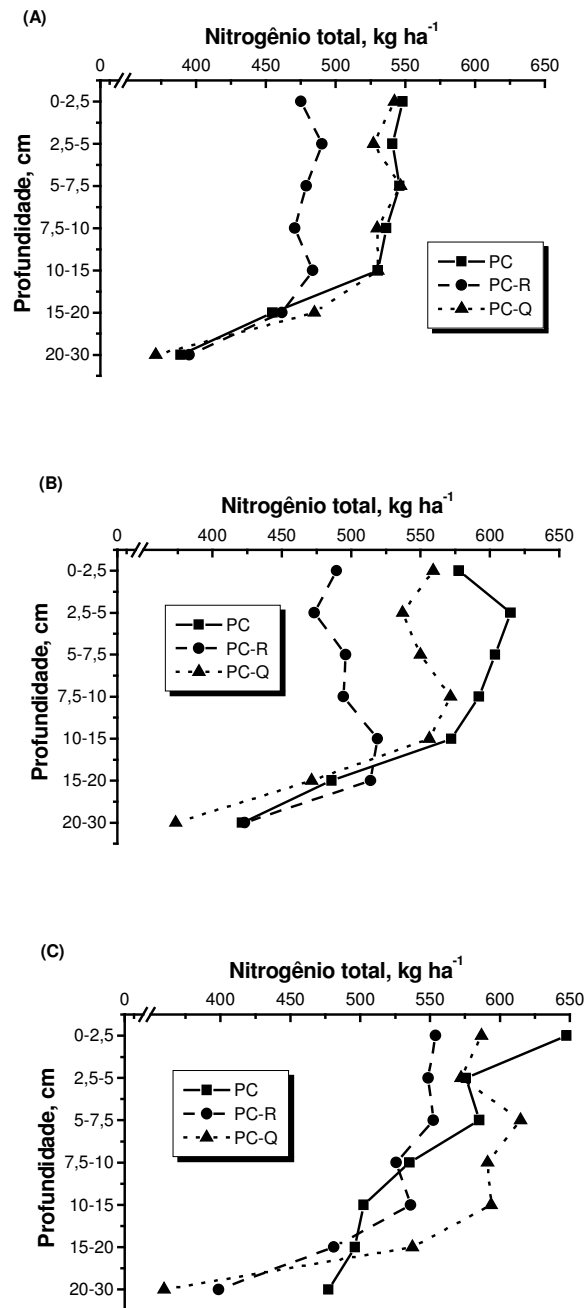 (A)
Nitrogênio total, kg ha⁻¹
0 400 450 500 550 600 650
Profundidade, cm
0-2,5
2,5-5
5-7,5
7,5-10
10-15
15-20
20-30
PC
PC-R
PC-Q
(B)
Nitrogênio total, kg ha⁻¹
0 400 450 500 550 600 650
Profundidade, cm
0-2,5
2,5-5
5-7,5
7,5-10
10-15
15-20
20-30
PC
PC-R
PC-Q
(C)
Nitrogênio total, kg ha⁻¹
0 400 450 500 550 600 650
Profundidade, cm
0-2,5
2,5-5
5-7,5
7,5-10
10-15
15-20
20-30
PC
PC-R
PC-Q